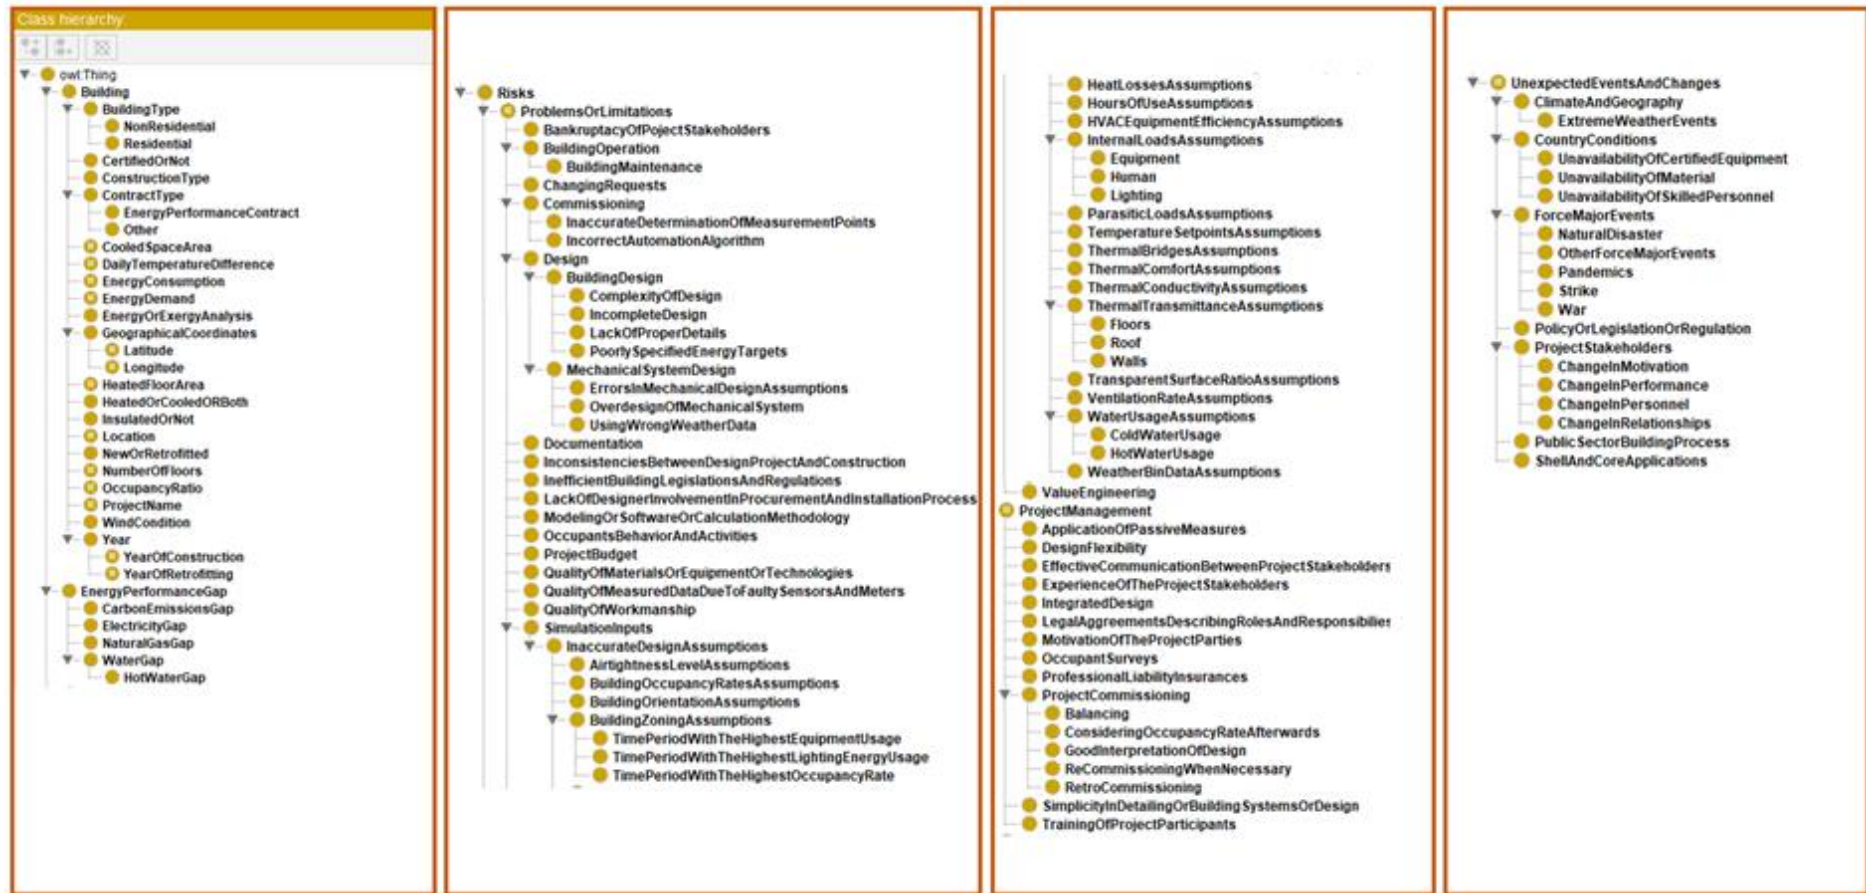 Class hierarchy
owl:Thing
Building
BuildingType
NonResidential
Residential
CertifiedOrNot
ConstructionType
ContractType
EnergyPerformanceContract
Other
CooledSpaceArea
DailyTemperatureDifference
EnergyConsumption
EnergyDemand
EnergyOrExergyAnalysis
GeographicalCoordinates
Latitude
Longitude
HeatedFloorArea
HeatedOrCooledORBoth
InsulatedOrNot
Location
NewOrRetrofitted
NumberOfFloors
OccupancyRatio
ProjectName
WindCondition
Year
YearOfConstruction
YearOfRetrofitting
EnergyPerformanceGap
CarbonEmissionsGap
ElectricityGap
NaturalGasGap
WaterGap
HotWaterGap
Risks
ProblemsOrLimitations
BankruptacyOfPojectStakeholders
BuildingOperation
BuildingMaintenance
ChangingRequests
Commissioning
InaccurateDeterminationOfMeasurementPoints
IncorrectAutomationAlgorithm
Design
BuildingDesign
ComplexityOfDesign
IncompleteDesign
LackOfProperDetails
PoorlySpecifiedEnergyTargets
MechanicalSystemDesign
ErrorsInMechanicalDesignAssumptions
OverdesignOfMechanicalSystem
UsingWrongWeatherData
Documentation
InconsistenciesBetweenDesignProjectAndConstruction
InefficientBuildingLegislationsAndRegulations
LackOfDesignerInvolvementInProcurementAndInstallationProcess
ModelingOrSoftwareOrCalculationMethodology
OccupantsBehaviorAndActivities
ProjectBudget
QualityOfMaterialsOrEquipmentOrTechnologies
QualityOfMeasuredDataDueToFaultySensorsAndMeters
QualityOfWorkmanship
SimulationInputs
InaccurateDesignAssumptions
AirtightnessLevelAssumptions
BuildingOccupancyRatesAssumptions
BuildingOrientationAssumptions
BuildingZoningAssumptions
TimePeriodWithTheHighestEquipmentUsage
TimePeriodWithTheHighestLightingEnergyUsage
TimePeriodWithTheHighestOccupancyRate
HeatLossesAssumptions
HoursOfUseAssumptions
HVACEquipmentEfficiencyAssumptions
InternalLoadsAssumptions
Equipment
Human
Lighting
ParasiticLoadsAssumptions
TemperatureSetpointsAssumptions
ThermalBridgesAssumptions
ThermalComfortAssumptions
ThermalConductivityAssumptions
ThermalTransmittanceAssumptions
Floors
Roof
Walls
TransparentSurfaceRatioAssumptions
VentilationRateAssumptions
WaterUsageAssumptions
ColdWaterUsage
HotWaterUsage
WeatherBinDataAssumptions
ValueEngineering
ProjectManagement
ApplicationOfPassiveMeasures
DesignFlexibility
EffectiveCommunicationBetweenProjectStakeholders
ExperienceOfTheProjectStakeholders
IntegratedDesign
LegalAggreementsDescribingRolesAndResponsibilies
MotivationOfTheProjectParties
OccupantSurveys
ProfessionalLiabilityInsurances
ProjectCommissioning
Balancing
ConsideringOccupancyRateAfterwards
GoodInterpretationOfDesign
ReCommissioningWhenNecessary
RetroCommissioning
SimplicityInDetailingOrBuildingSystemsOrDesign
TrainingOfProjectParticipants
UnexpectedEventsAndChanges
ClimateAndGeography
ExtremeWeatherEvents
CountryConditions
UnavailabilityOfCertifiedEquipment
UnavailabilityOfMaterial
UnavailabilityOfSkilledPersonnel
ForceMajorEvents
NaturalDisaster
OtherForceMajorEvents
Pandemics
Strike
War
PolicyOrLegislationOrRegulation
ProjectStakeholders
ChangeInMotivation
ChangeInPerformance
ChangeInPersonnel
ChangeInRelationships
PublicSectorBuildingProcess
ShellAndCoreApplications